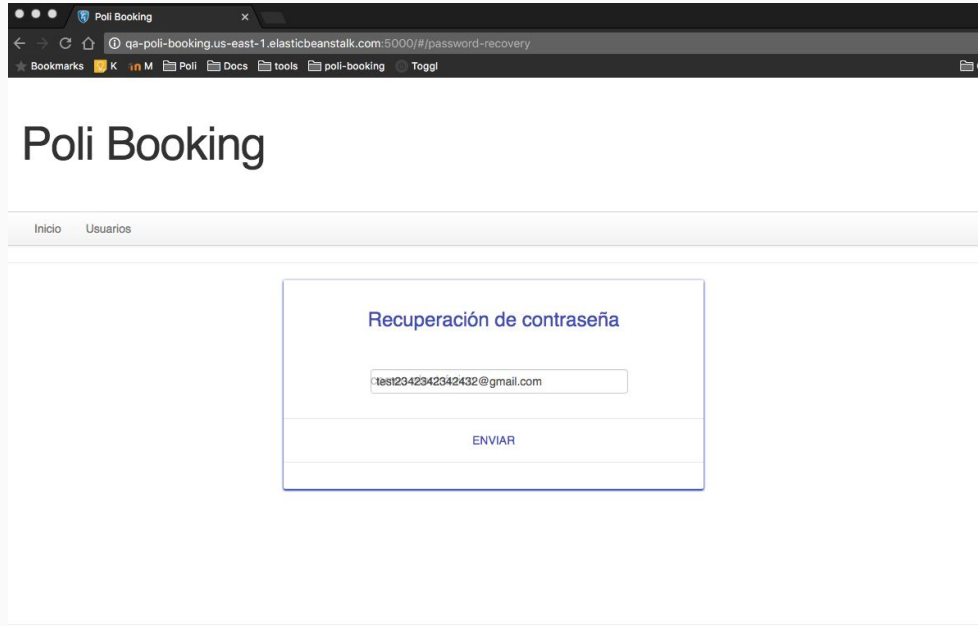 Poli Booking
qa-poli-booking.us-east-1.elasticbeanstalk.com:5000/#/password-recovery
Bookmarks K M Poli Docs tools poli-booking Toggl
Poli Booking
Inicio Usuarios
Recuperación de contraseña
test2342342342432@gmail.com
ENVIAR